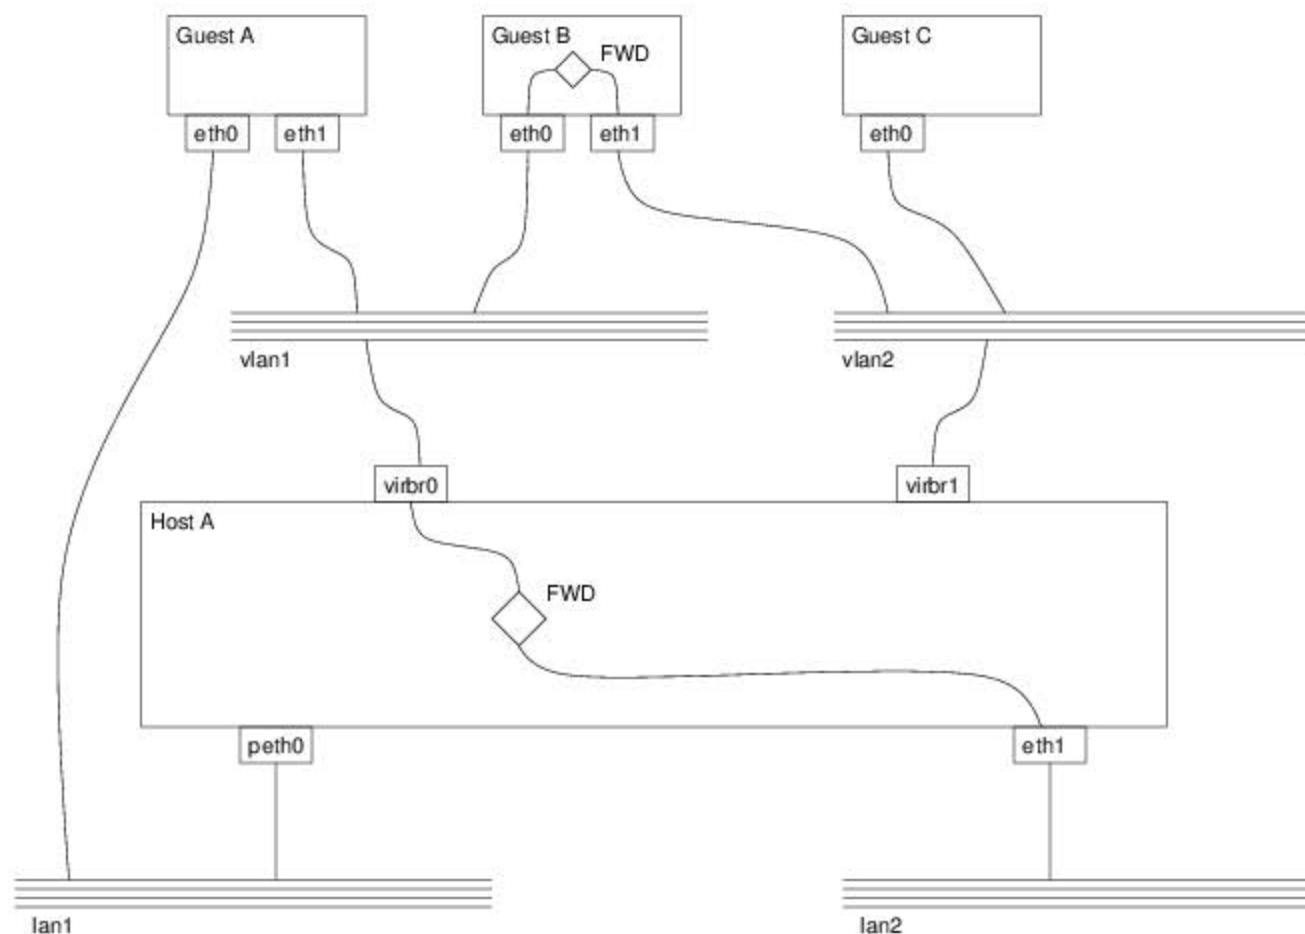 Guest A
Guest B
FWD
Guest C
eth0
eth1
eth0
eth1
eth0
vlan1
vlan2
virbr0
virbr1
Host A
FWD
peth0
eth1
lan1
lan2